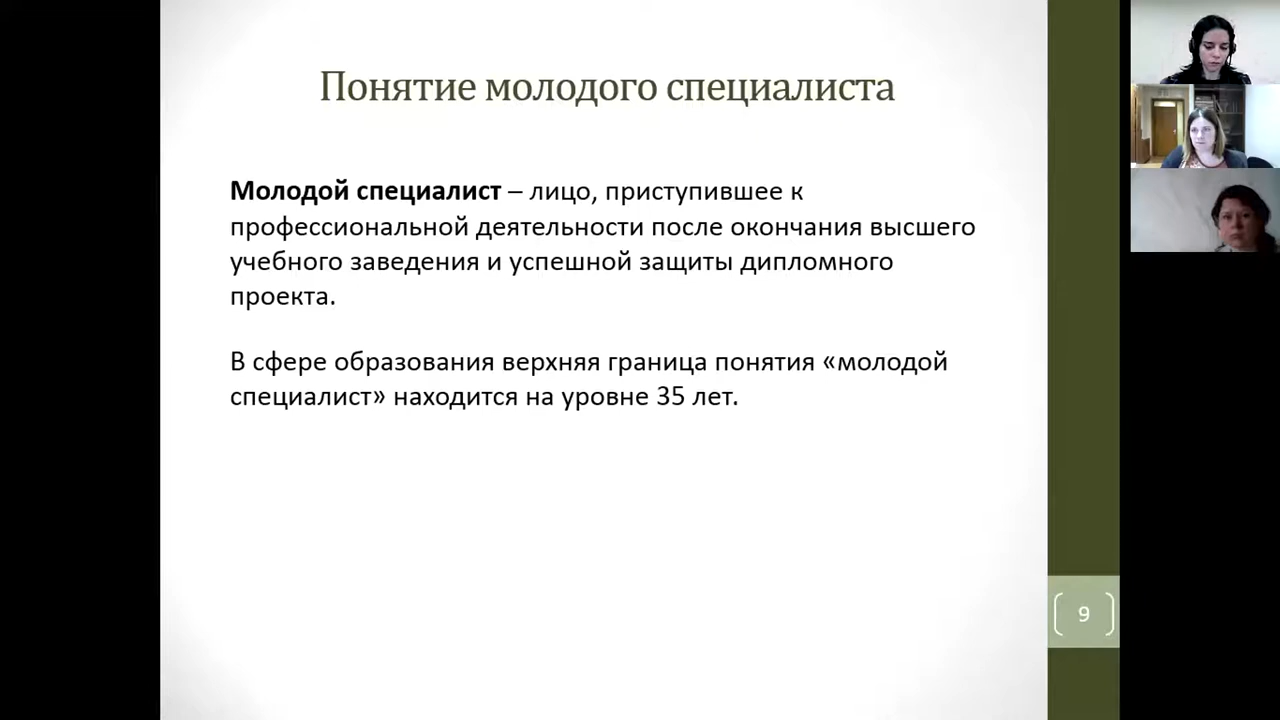 Понятие молодого специалиста
Молодой специалист – лицо, приступившее к
профессиональной деятельности после окончания высшего
учебного заведения и успешной защиты дипломного
проекта.
В сфере образования верхняя граница понятия «молодой
специалист» находится на уровне 35 лет.
9